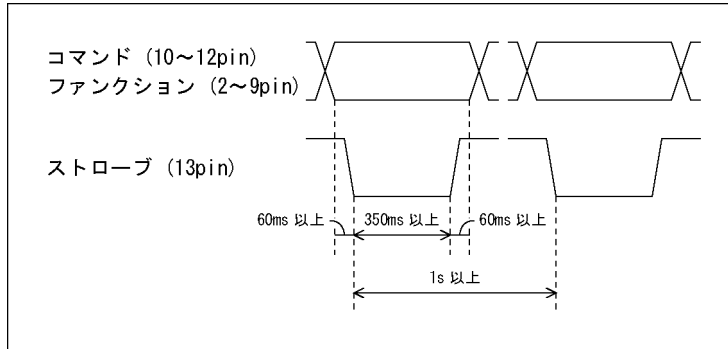 コマンド (10～12pin)
ファンクション (2～9pin)
ストローブ (13pin)
60ms 以上
350ms 以上
60ms 以上
1s 以上